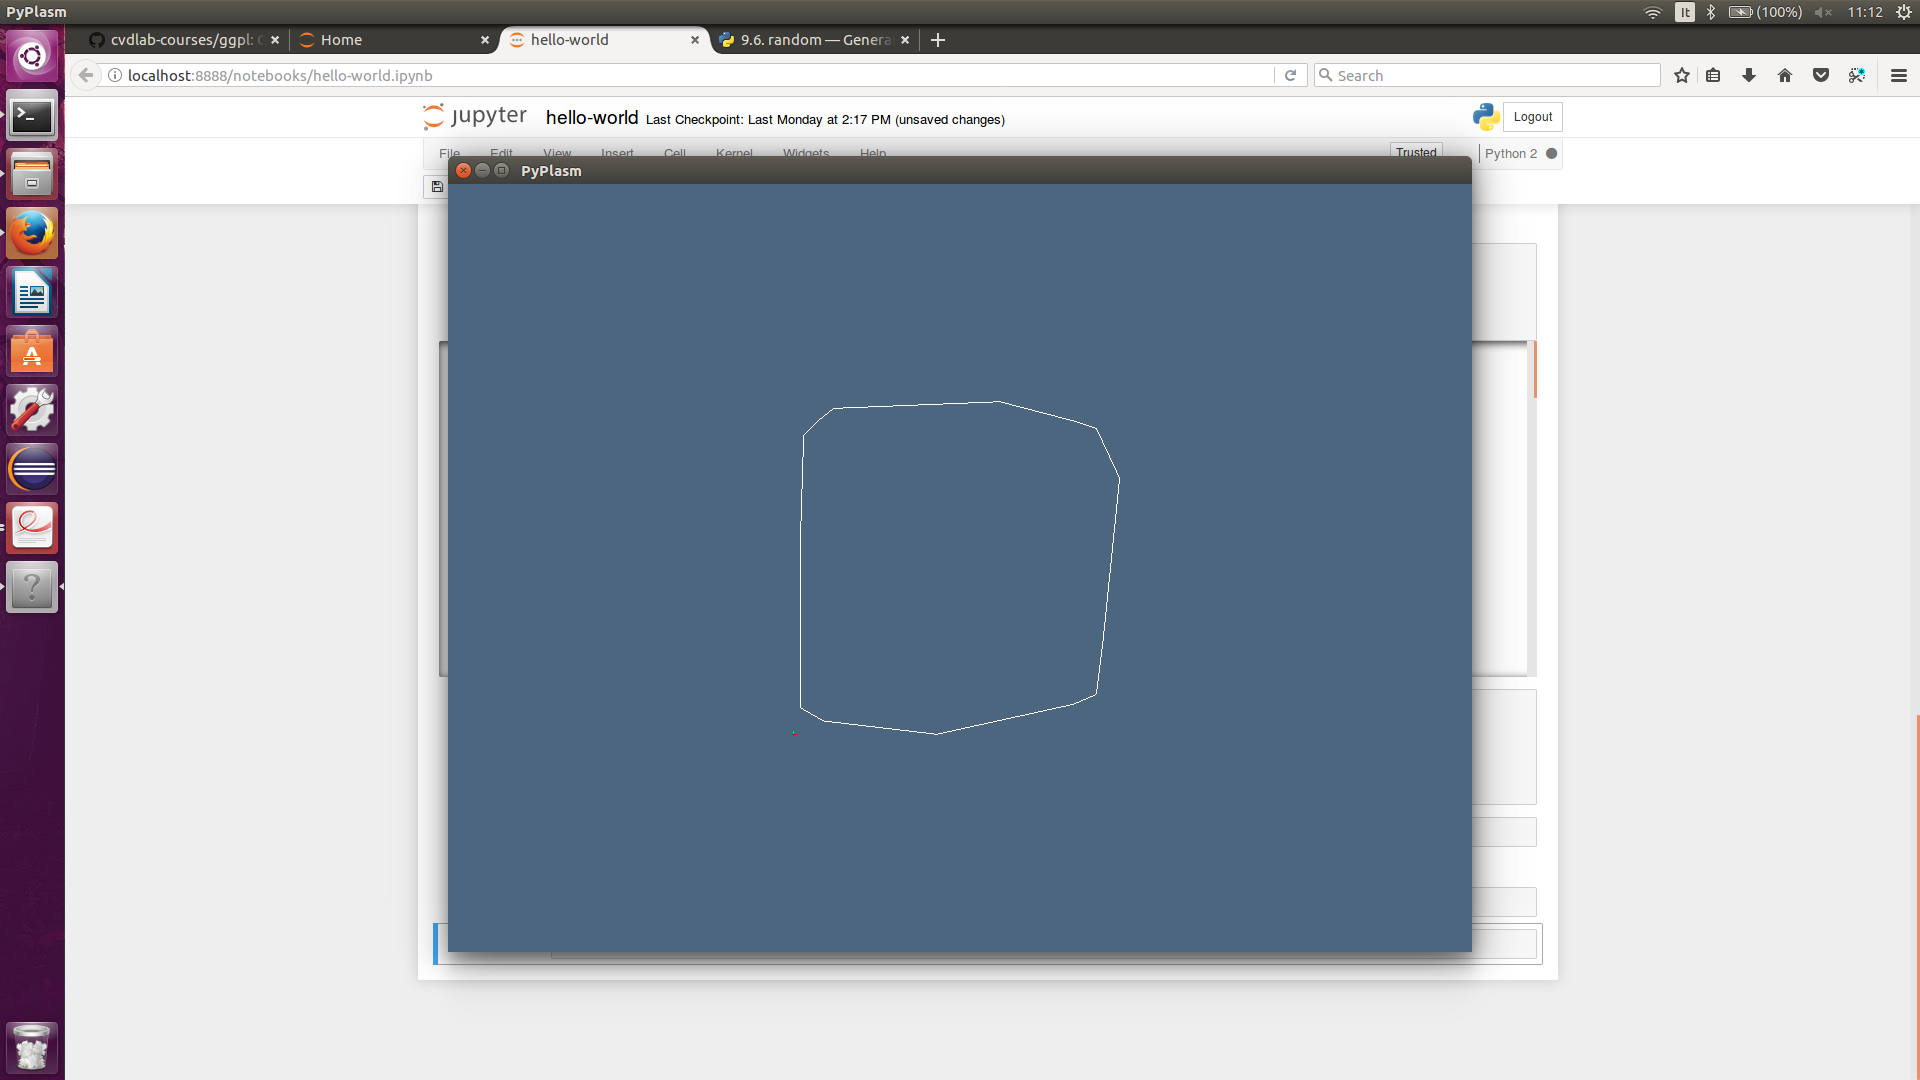 PyPlasm
It
(100%)
11:12
cvdlab-courses/ggpl: 
Home
hello-world
9.6. random — Genera
localhost:8888/notebooks/hello-world.ipynb
Search
jupyter
hello-world Last Checkpoint: Last Monday at 2:17 PM (unsaved changes)
Logout
File Edit View Insert Cell Kernel Widgets Help
Trusted
Python 2
PyPlasm